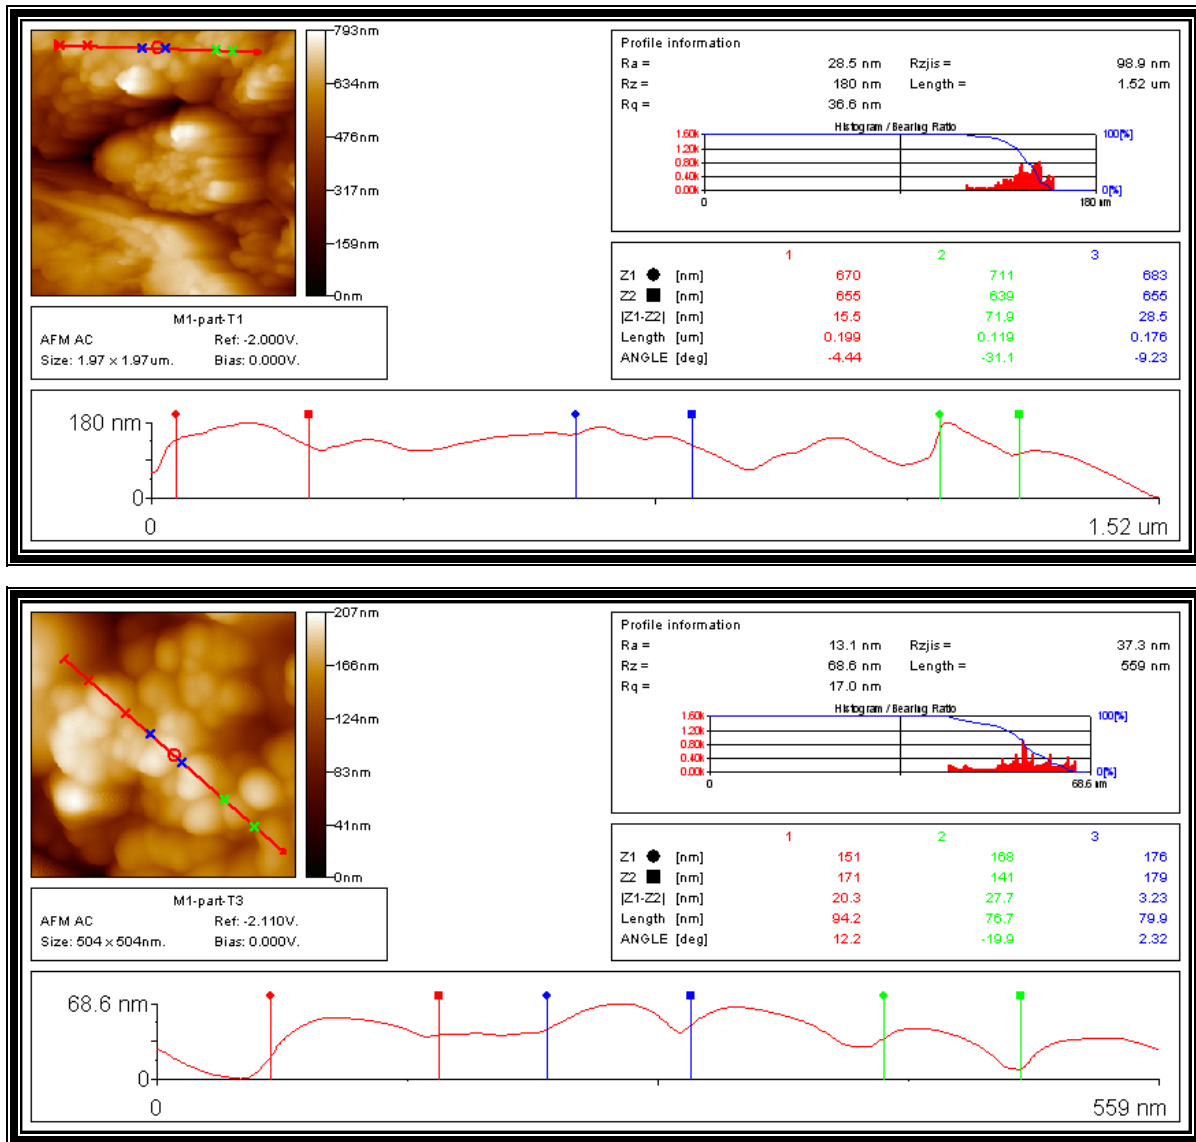 793nm
634nm
476nm
317nm
159nm
0nm
M1-part-T1
AFM AC Ref: -2.000V.
Size: 1.97 x 1.97um. Bias: 0.000V.
Profile information
Ra = 28.5 nm Rzjis = 98.9 nm
Rz = 180 nm Length = 1.52 um
Rq = 36.6 nm
Histogram / Bearing Ratio
1.60k 100[%]
1.20k
0.80k
0.40k
0.00k 0[%]
0 180 nm
1 2 3
Z1 [nm] 670 711 683
Z2 [nm] 655 639 655
|Z1-Z2| [nm] 15.5 71.9 28.5
Length [um] 0.199 0.119 0.176
ANGLE [deg] -4.44 -31.1 -9.23
180 nm
0
0 1.52 um
207nm
166nm
124nm
83nm
41nm
0nm
M1-part-T3
AFM AC Ref: -2.110V.
Size: 504 x 504nm. Bias: 0.000V.
Profile information
Ra = 13.1 nm Rzjis = 37.3 nm
Rz = 68.6 nm Length = 559 nm
Rq = 17.0 nm
Histogram / Bearing Ratio
1.60k 100[%]
1.20k
0.80k
0.40k
0.00k 0[%]
0 68.6 nm
1 2 3
Z1 [nm] 151 168 176
Z2 [nm] 171 141 179
|Z1-Z2| [nm] 20.3 27.7 3.23
Length [nm] 94.2 76.7 79.9
ANGLE [deg] 12.2 -19.9 2.32
68.6 nm
0
0 559 nm